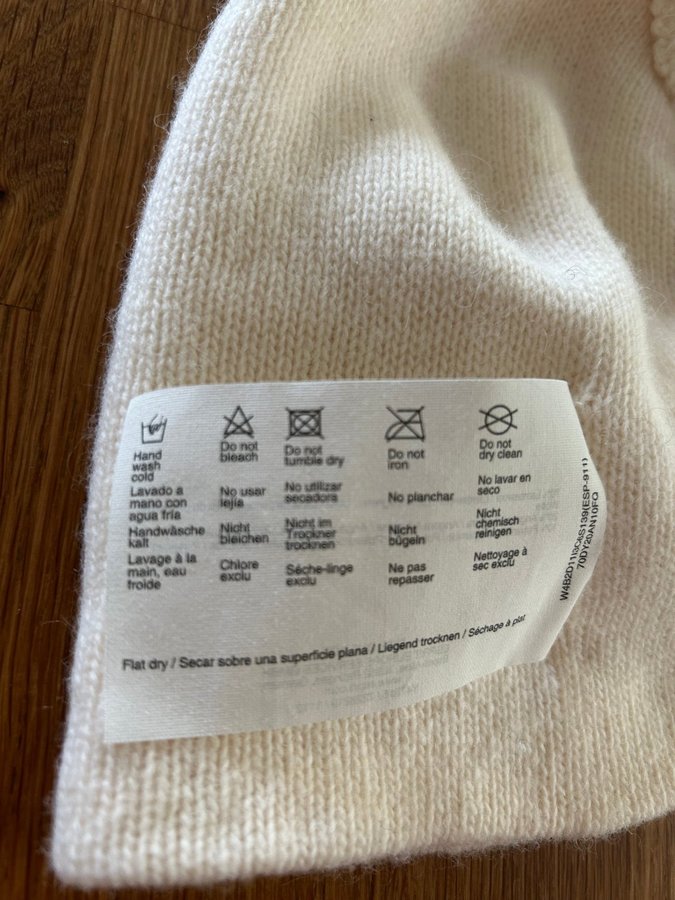 Hand
wash
cold
Lavado a
mano con
agua fría
Handwäsche
kalt
Lavage à la
main, eau
froide
Do not
bleach
No usar
lejía
Nicht
bleichen
Chlore
exclu
Do not
tumble dry
No utilizar
secadora
Nicht im
Trockner
trocknen
Sèche-linge
exclu
Do not
iron
No planchar
Nicht
bügeln
Ne pas
repasser
Do not
dry clean
No lavar en
seco
Nicht
chemisch
reinigen
Nettoyage à
sec exclu
Flat dry / Secar sobre una superficie plana / Liegend trocknen / Séchage à plat
70DY20AN10FO